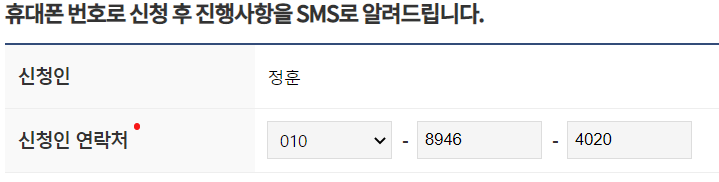 휴대폰 번호로 신청 후 진행사항을 SMS로 알려드립니다.
신청인 정훈
신청인 연락처 010 - 8946 - 4020